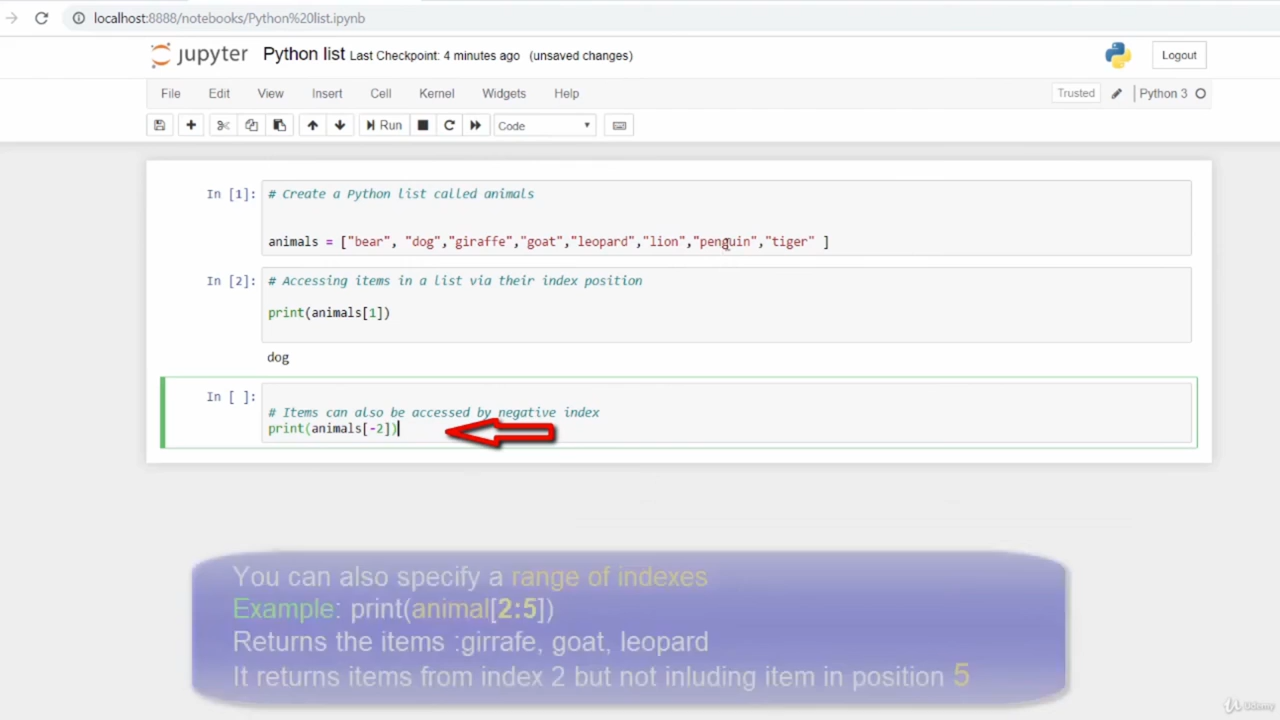 localhost:8888/notebooks/Python%20list.ipynb
jupyter Python list Last Checkpoint: 4 minutes ago (unsaved changes) Logout
File Edit View Insert Cell Kernel Widgets Help Trusted Python 3
Run Code
In [1]: # Create a Python list called animals
animals = ["bear", "dog","giraffe","goat","leopard","lion","penguin","tiger" ]
In [2]: # Accessing items in a list via their index position
print(animals[1])
dog
In [ ]:
# Items can also be accessed by negative index
print(animals[-2])
You can also specify a range of indexes
Example: print(animal[2:5])
Returns the items :girrafe, goat, leopard
It returns items from index 2 but not inluding item in position 5
Udemy